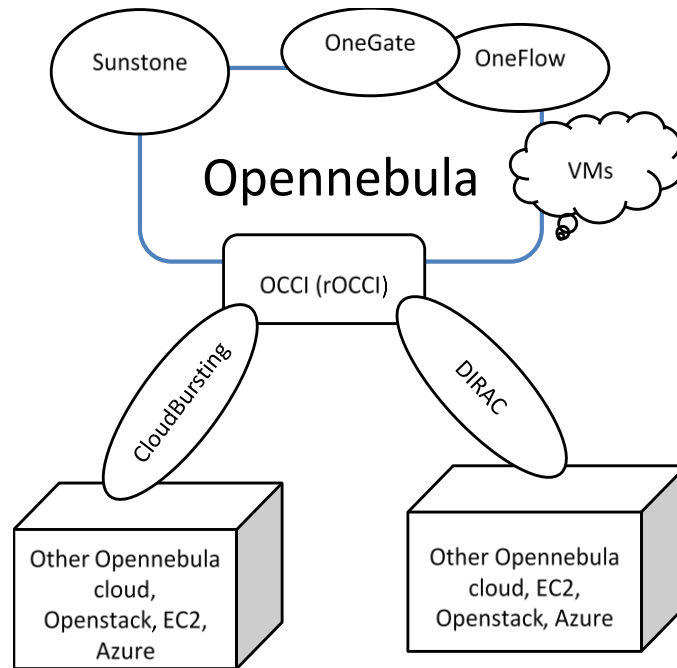 OneGate
Sunstone
OneFlow
Opennebula
VMs
OCCI (rOCCI)
CloudBursting
DIRAC
Other Opennebula
cloud,
Openstack, EC2,
Azure
Other Opennebula
cloud, EC2,
Openstack, Azure